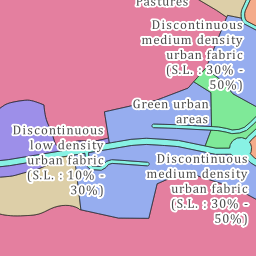 Pastures
Discontinuous
medium density
urban fabric
(S.L. : 30% -
50%)
Green urban
areas
Discontinuous
low density
urban fabric
(S.L. : 10% -
30%)
Discontinuous
medium density
urban fabric
(S.L. : 30% -
50%)